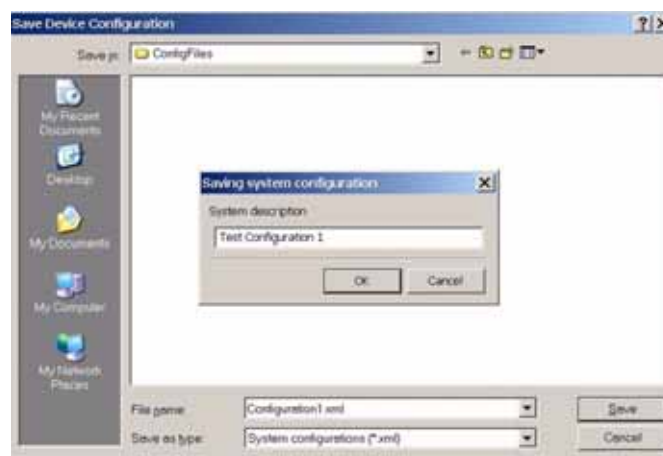 Save Device Configuration
Save in:
ConfigFiles
My Recent
Documents
Desktop
My Documents
My Computer
My Network
Places
Saving system configuration
System description
Test Configuration 1
OK
Cancel
File name:
Configuration1.xml
Save
Save as type:
System configurations (*.xml)
Cancel